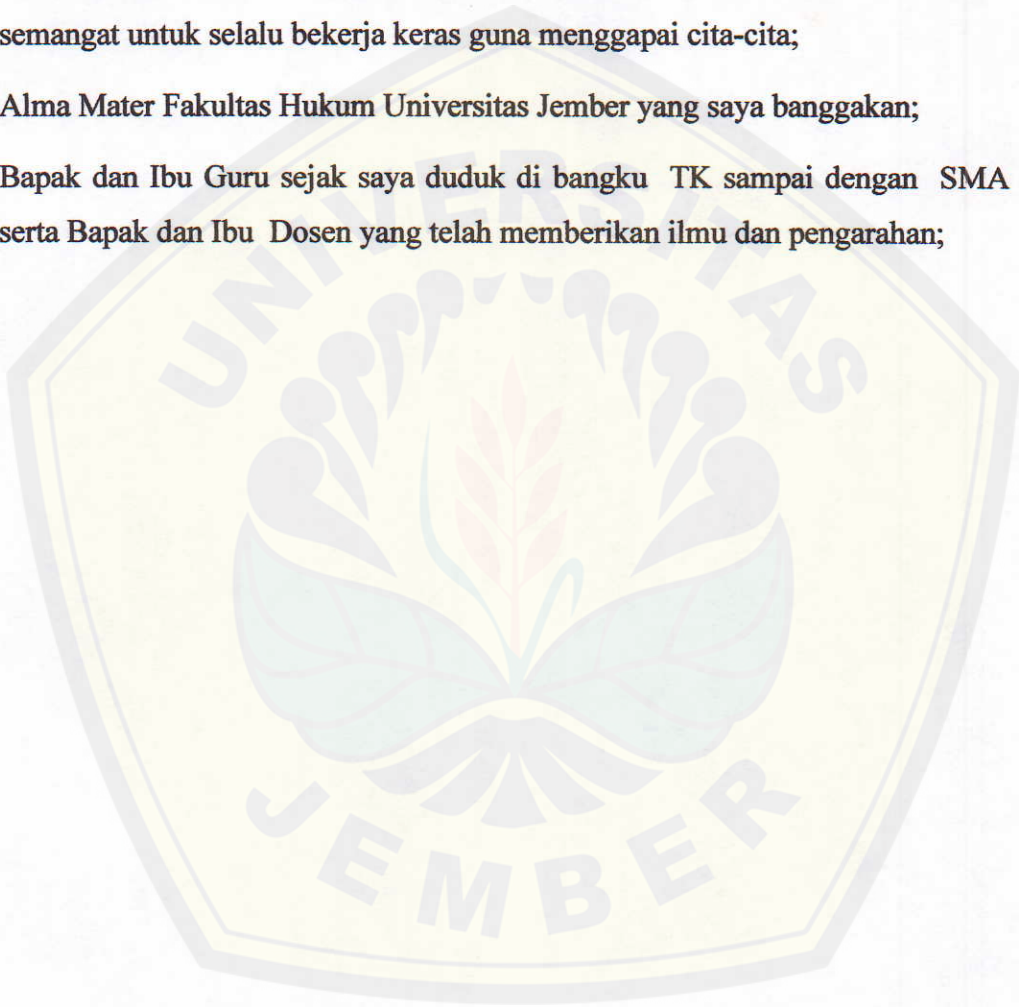 semangat untuk selalu bekerja keras guna menggapai cita-cita;
Alma Mater Fakultas Hukum Universitas Jember yang saya banggakan;
Bapak dan Ibu Guru sejak saya duduk di bangku TK sampai dengan SMA
serta Bapak dan Ibu Dosen yang telah memberikan ilmu dan pengarahan;
UNIVERSITAS
JEMBER